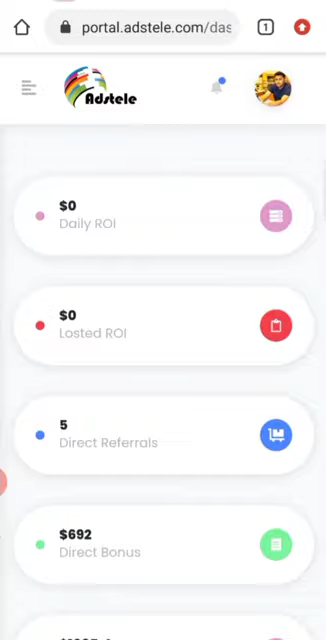 portal.adstele.com/das
1
Adstele
$0
Daily ROI
$0
Losted ROI
5
Direct Referrals
$692
Direct Bonus